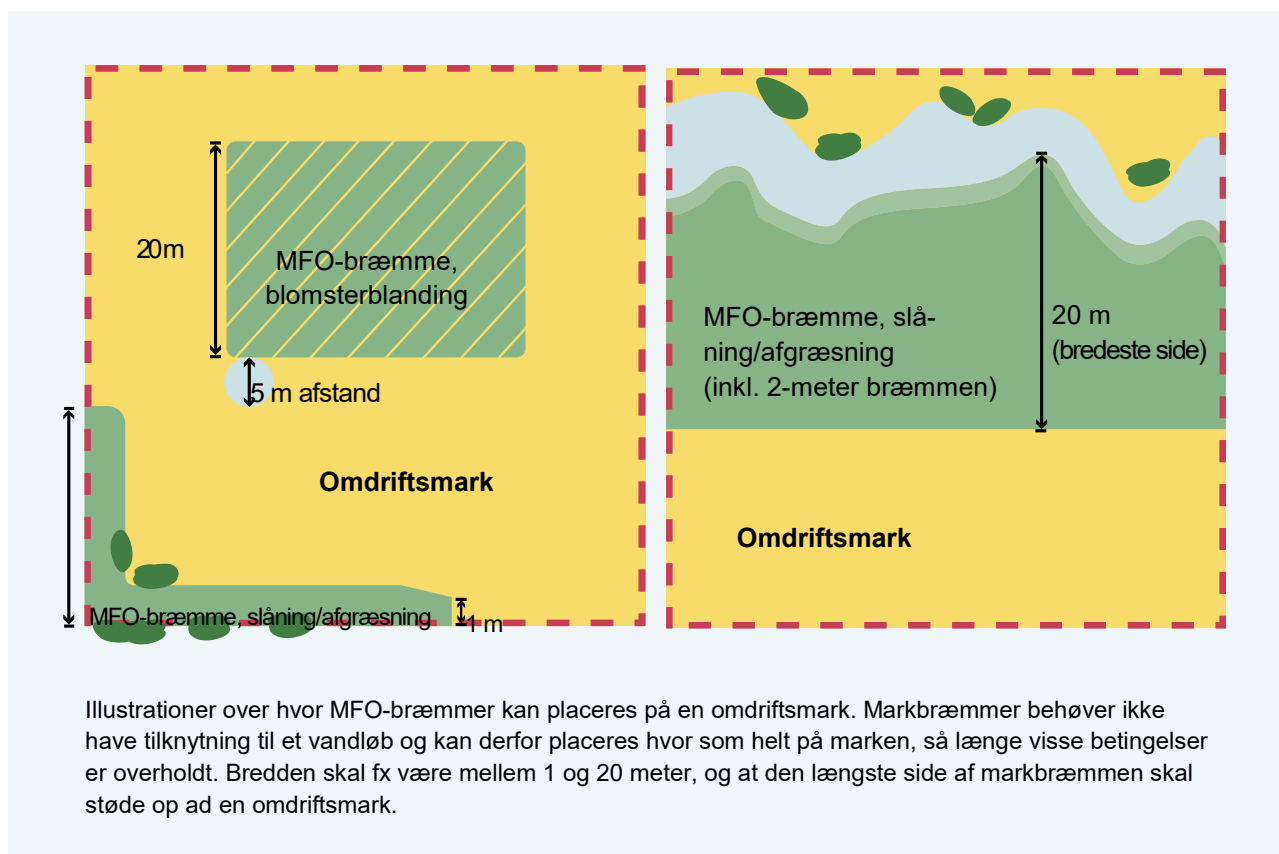 20m
MFO-bræmme,
blomsterblanding
5 m afstand
Omdriftsmark
MFO-bræmme, slåning/afgræsning
1 m
MFO-bræmme, slå-
ning/afgræsning
(inkl. 2-meter bræmmen)
20 m
(bredeste side)
Omdriftsmark
Illustrationer over hvor MFO-bræmmer kan placeres på en omdriftsmark. Markbræmmer behøver ikke
have tilknytning til et vandløb og kan derfor placeres hvor som helst på marken, så længe visse betingelser
er overholdt. Bredden skal fx være mellem 1 og 20 meter, og at den længste side af markbræmmen skal
støde op ad en omdriftsmark.